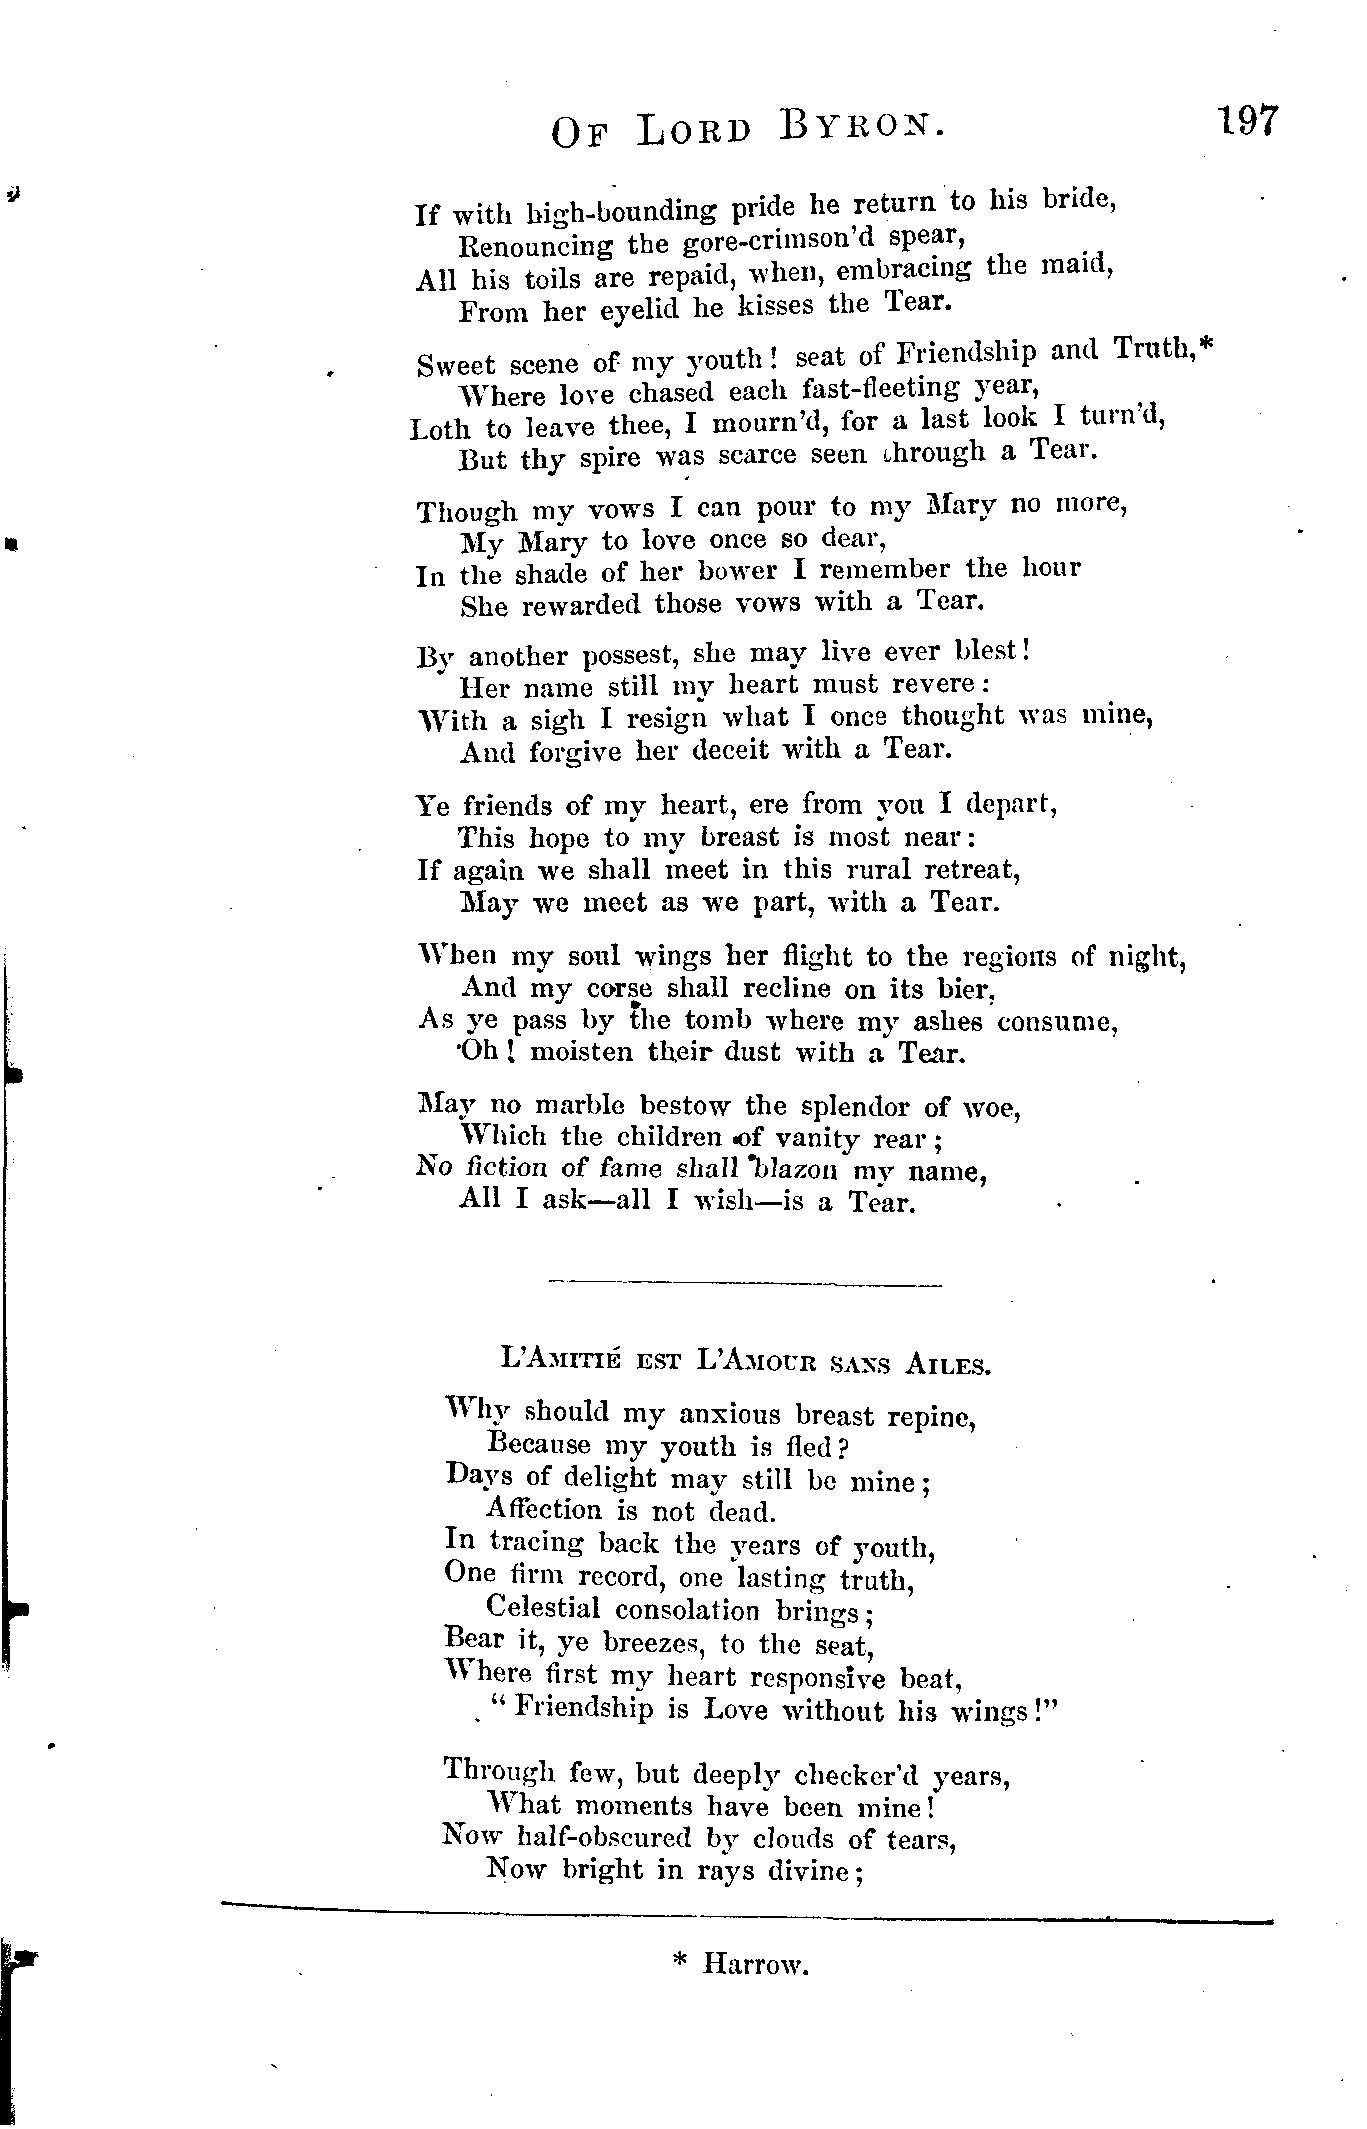 OF LORD BYRON. 197
If with high-bounding pride he return to his bride,
Renouncing the gore-crimson'd spear,
All his toils are repaid, when, embracing the maid,
From her eyelid he kisses the Tear.
Sweet scene of my youth! seat of Friendship and Truth,*
Where love chased each fast-fleeting year,
Loth to leave thee, I mourn'd, for a last look I turn'd,
But thy spire was scarce seen through a Tear.
Though my vows I can pour to my Mary no more,
My Mary to love once so dear,
In the shade of her bower I remember the hour
She rewarded those vows with a Tear.
By another possest, she may live ever blest!
Her name still my heart must revere:
With a sigh I resign what I once thought was mine,
And forgive her deceit with a Tear.
Ye friends of my heart, ere from you I depart,
This hope to my breast is most near:
If again we shall meet in this rural retreat,
May we meet as we part, with a Tear.
When my soul wings her flight to the regions of night,
And my corse shall recline on its bier,
As ye pass by the tomb where my ashes consume,
Oh! moisten their dust with a Tear.
May no marble bestow the splendor of woe,
Which the children of vanity rear;
No fiction of fame shall blazon my name,
All I ask—all I wish—is a Tear.
L'AMITIÉ EST L'AMOUR SANS AILES.
Why should my anxious breast repine,
Because my youth is fled?
Days of delight may still be mine;
Affection is not dead.
In tracing back the years of youth,
One firm record, one lasting truth,
Celestial consolation brings;
Bear it, ye breezes, to the seat,
Where first my heart responsive beat,
"Friendship is Love without his wings!"
Through few, but deeply checker'd years,
What moments have been mine!
Now half-obscured by clouds of tears,
Now bright in rays divine;
* Harrow.